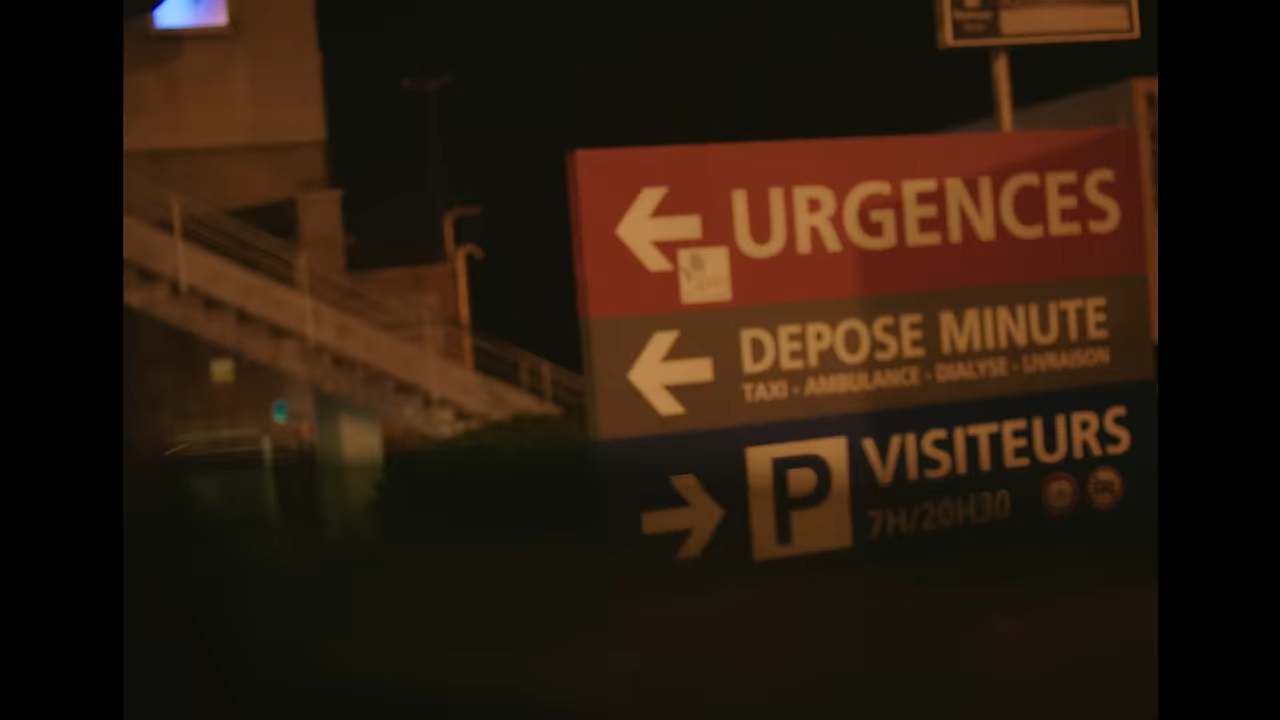 URGENCES
DEPOSE MINUTE
TAXI · AMBULANCE · DIALYSE · LIVRAISON
P VISITEURS
7H/20H30